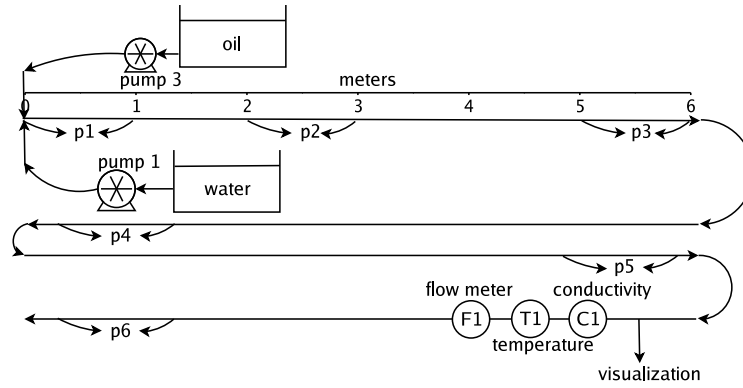 oil
pump 3
meters
0 1 2 3 4 5 6
p1 p2 p3
pump 1
water
p4
p5
flow meter conductivity
F1 T1 C1
p6
temperature
visualization